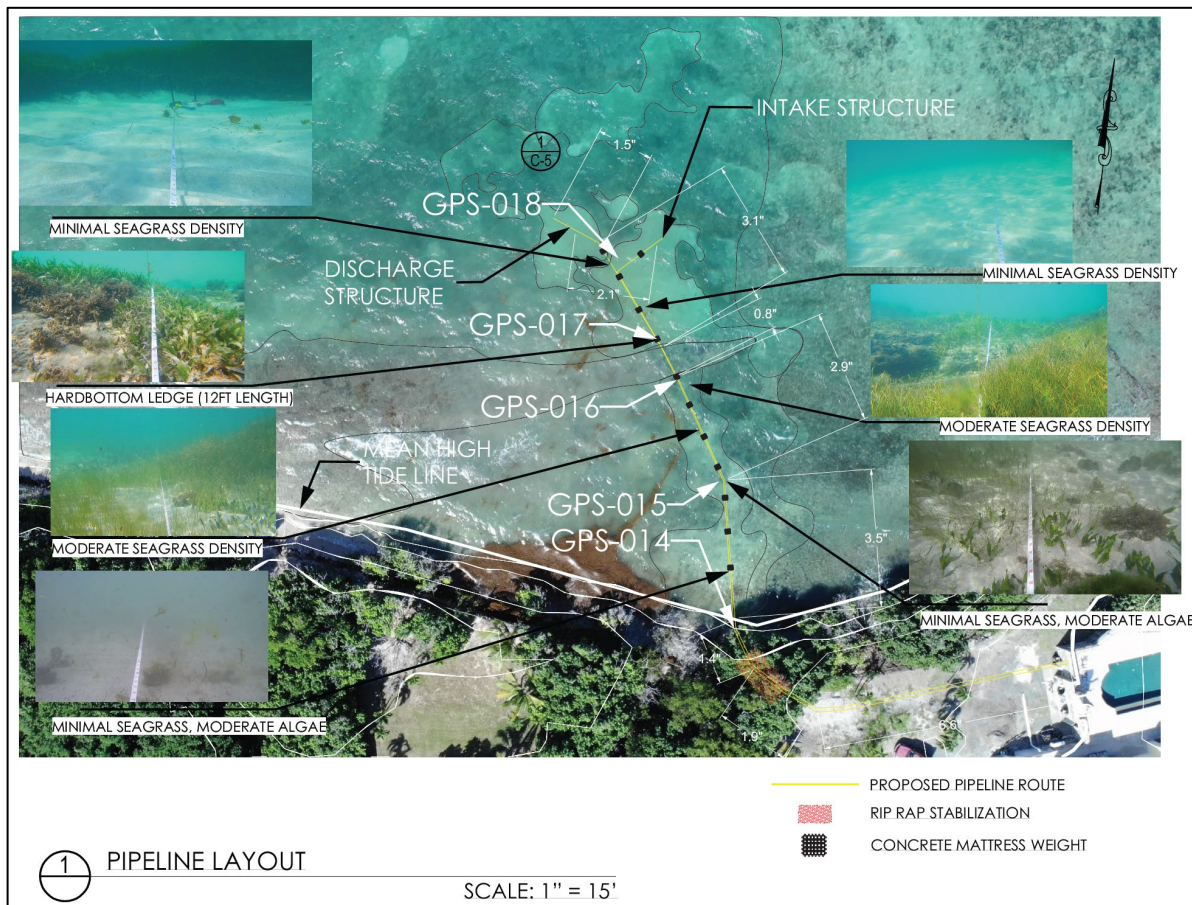 INTAKE STRUCTURE
1
C-5
1.5"
GPS-018
3.1"
MINIMAL SEAGRASS DENSITY
DISCHARGE
STRUCTURE
MINIMAL SEAGRASS DENSITY
2.1"
0.8"
GPS-017
2.9"
HARDBOTTOM LEDGE (12FT LENGTH)
GPS-016
MODERATE SEAGRASS DENSITY
MEAN HIGH
TIDE LINE
GPS-015
MODERATE SEAGRASS DENSITY
GPS-014
3.5"
MINIMAL SEAGRASS, MODERATE ALGAE
1.4"
MINIMAL SEAGRASS, MODERATE ALGAE
1.9"
PROPOSED PIPELINE ROUTE
RIP RAP STABILIZATION
CONCRETE MATTRESS WEIGHT
1
PIPELINE LAYOUT
SCALE: 1" = 15'